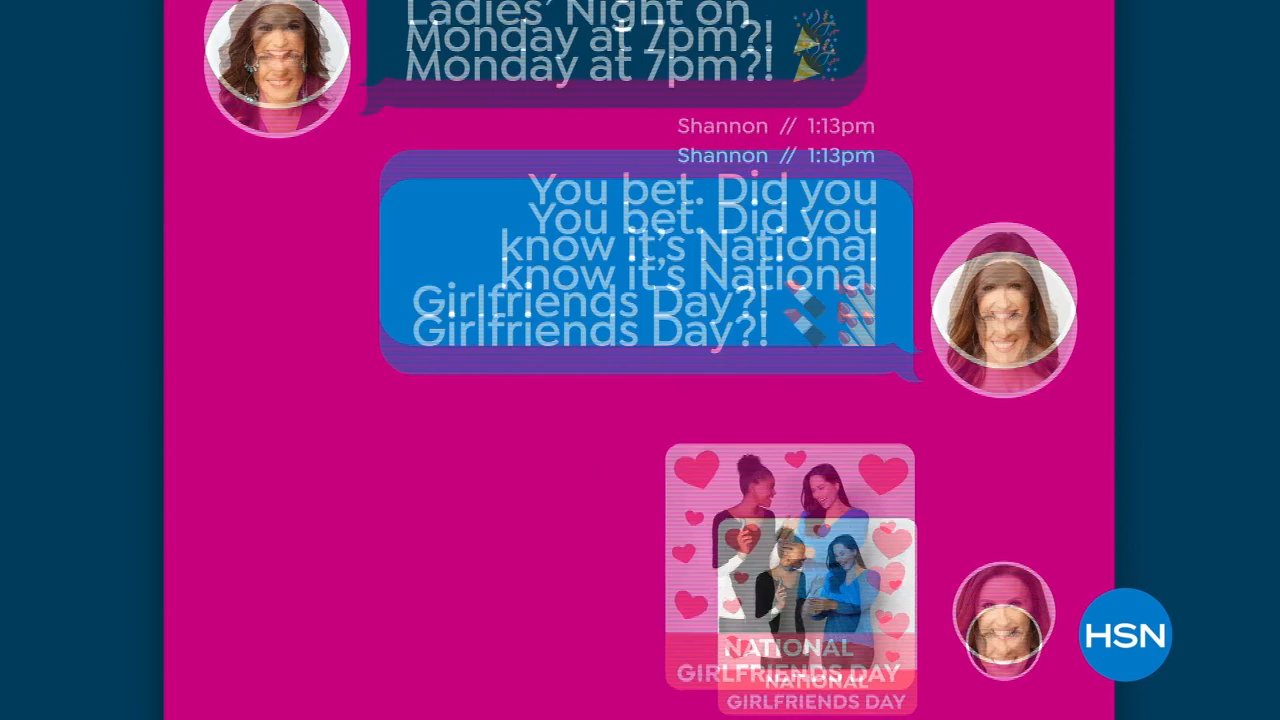 Ladies' Night on
Monday at 7pm?!
Monday at 7pm?!
Shannon // 1:13pm
Shannon // 1:13pm
You bet. Did you
You bet. Did you
know it's National
know it's National
Girlfriends Day?!
Girlfriends Day?!
NATIONAL
GIRLFRIENDS DAY
NATIONAL
GIRLFRIENDS DAY
HSN